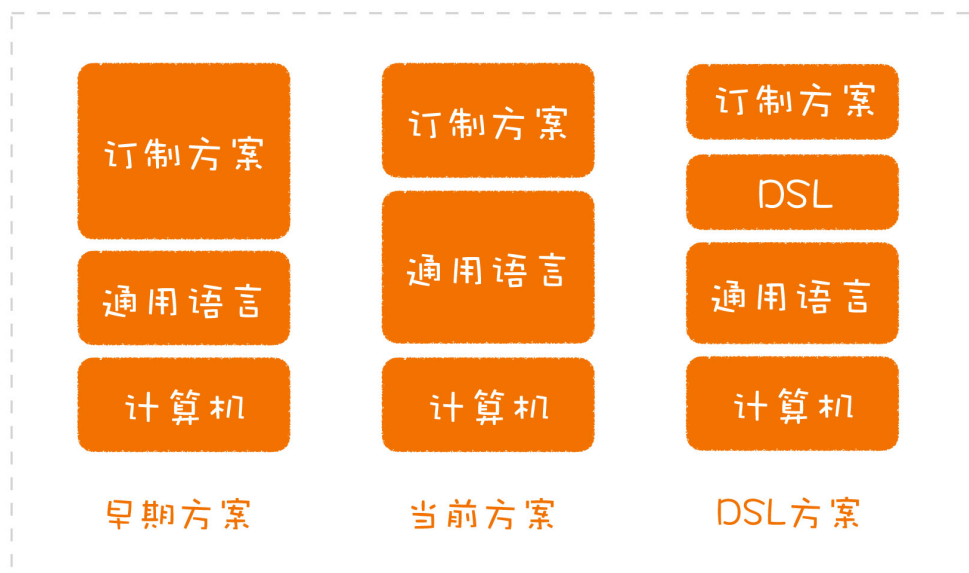 订制方案
通用语言
计算机
早期方案
订制方案
通用语言
计算机
当前方案
订制方案
DSL
通用语言
计算机
DSL方案